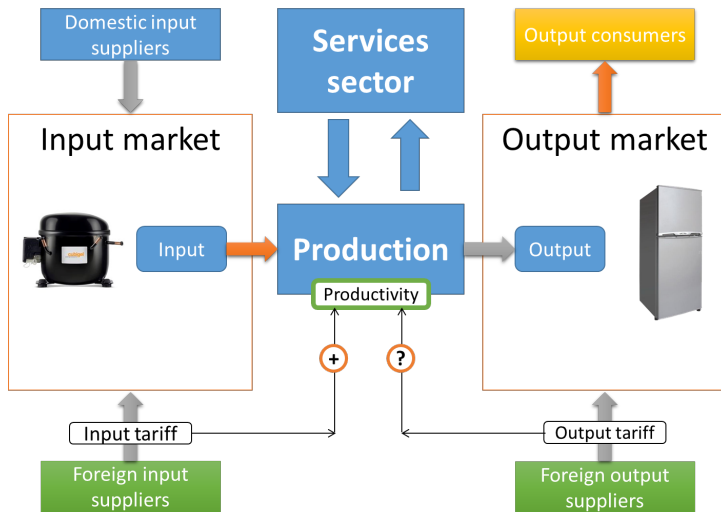 Domestic input
suppliers
Services
sector
Output consumers
Input market
Output market
Input
Production
Output
Productivity
+
?
Input tariff
Output tariff
Foreign input
suppliers
Foreign output
suppliers